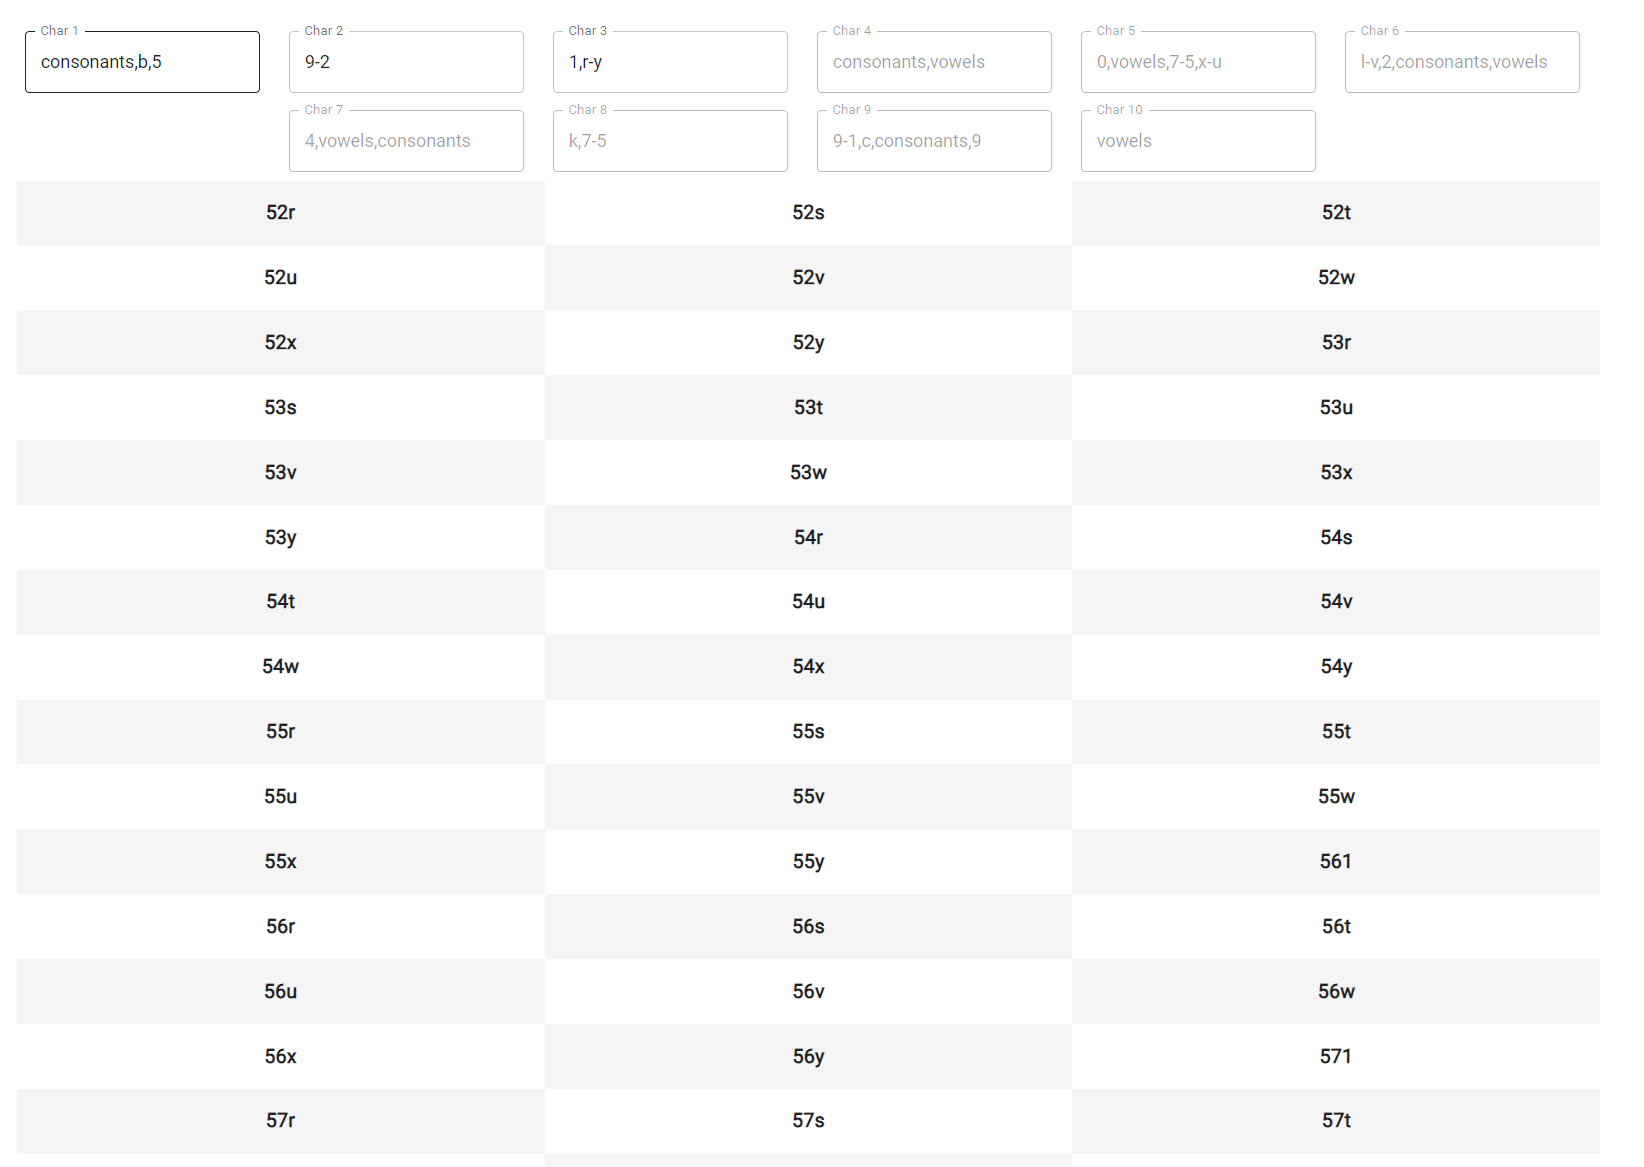 Char 1 Char 2 Char 3 Char 4 Char 5 Char 6
consonants,b,5 9-2 1,r-y consonants,vowels 0,vowels,7-5,x-u l-v,2,consonants,vowels
Char 7 Char 8 Char 9 Char 10
4,vowels,consonants k,7-5 9-1,c,consonants,9 vowels
52r 52s 52t
52u 52v 52w
52x 52y 53r
53s 53t 53u
53v 53w 53x
53y 54r 54s
54t 54u 54v
54w 54x 54y
55r 55s 55t
55u 55v 55w
55x 55y 561
56r 56s 56t
56u 56v 56w
56x 56y 571
57r 57s 57t